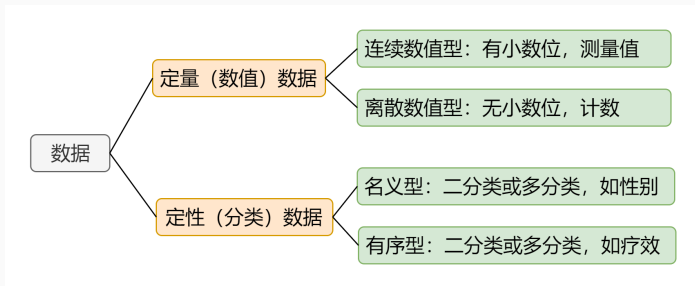 连续数值型：有小数位，测量值
定量（数值）数据
离散数值型：无小数位，计数
数据
名义型：二分类或多分类，如性别
定性（分类）数据
有序型：二分类或多分类，如疗效